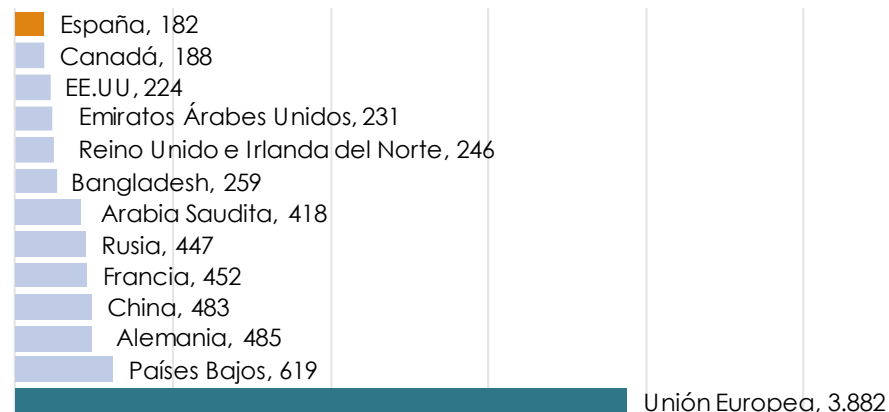 España, 182
Canadá, 188
EE.UU, 224
Emiratos Árabes Unidos, 231
Reino Unido e Irlanda del Norte, 246
Bangladesh, 259
Arabia Saudita, 418
Rusia, 447
Francia, 452
China, 483
Alemania, 485
Países Bajos, 619
Unión Europea, 3.882